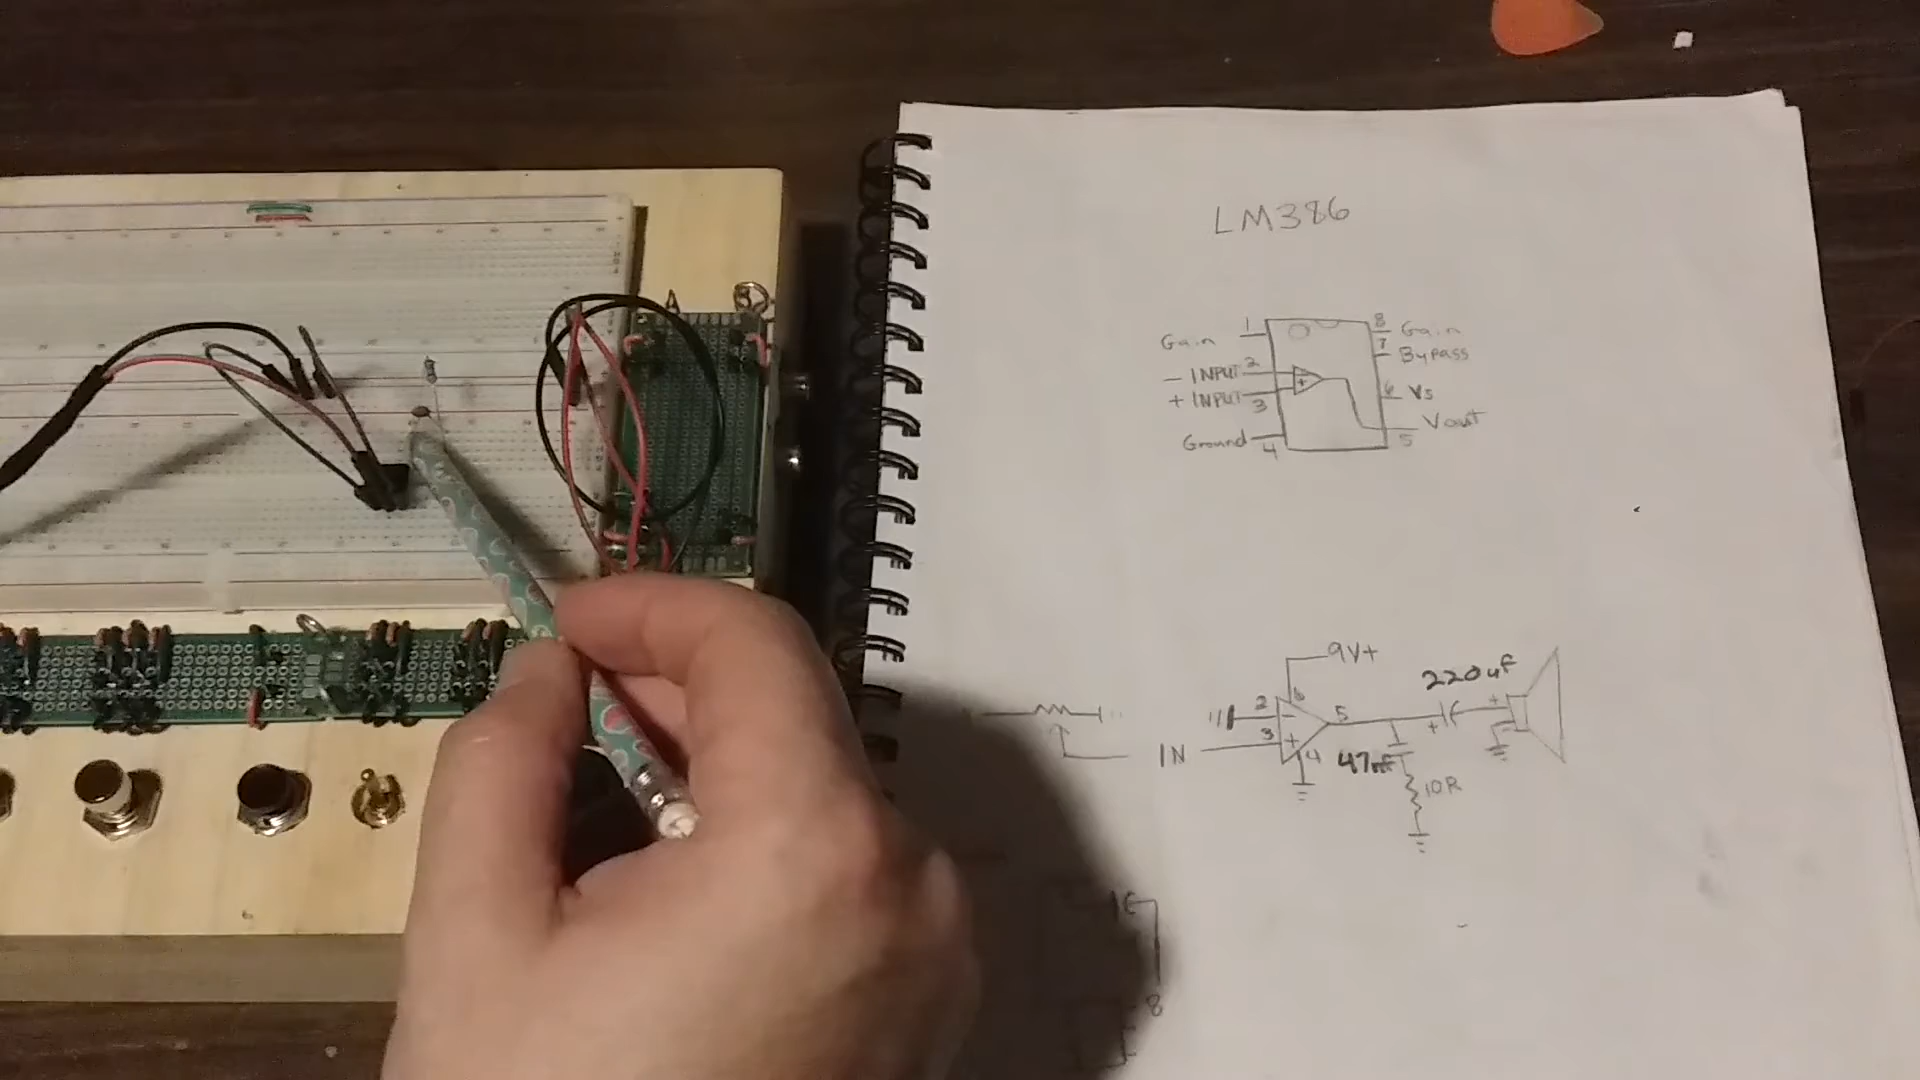 LM386
Gain 1
8 Gain
7 Bypass
- INPUT 2
+ INPUT 3
6 Vs
Vout
5
Ground 4
A
9V+
220uf
+
2
6
-
3
+
5
4
+
IN
47nf
10R
8